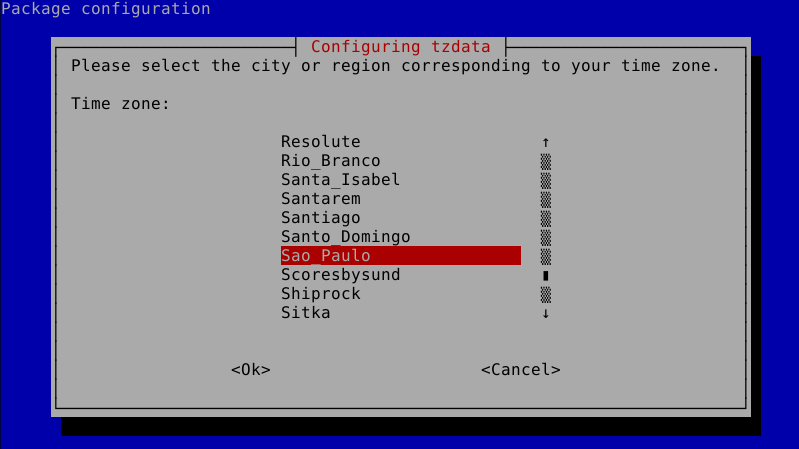 Package configuration
Configuring tzdata
Please select the city or region corresponding to your time zone.
Time zone:
Resolute
Rio_Branco
Santa_Isabel
Santarem
Santiago
Santo_Domingo
Sao_Paulo
Scoresbysund
Shiprock
Sitka
<Ok> <Cancel>